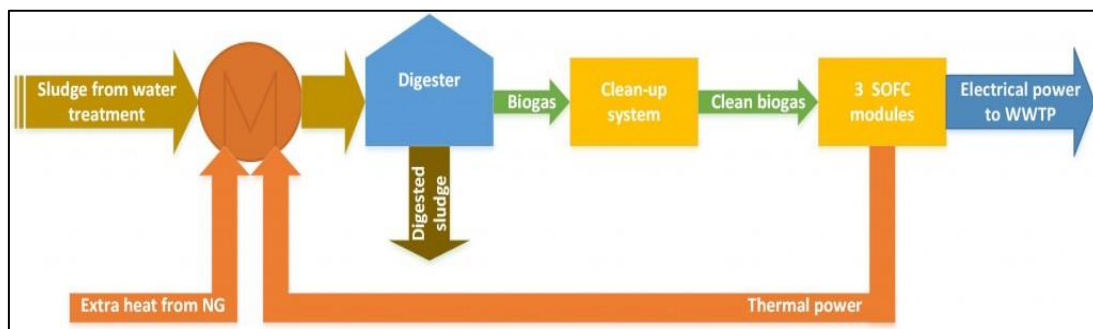 Sludge from water
treatment
Digester
Biogas
Clean-up
system
Clean biogas
3 SOFC
modules
Electrical power
to WWTP
Digested
sludge
Extra heat from NG
Thermal power